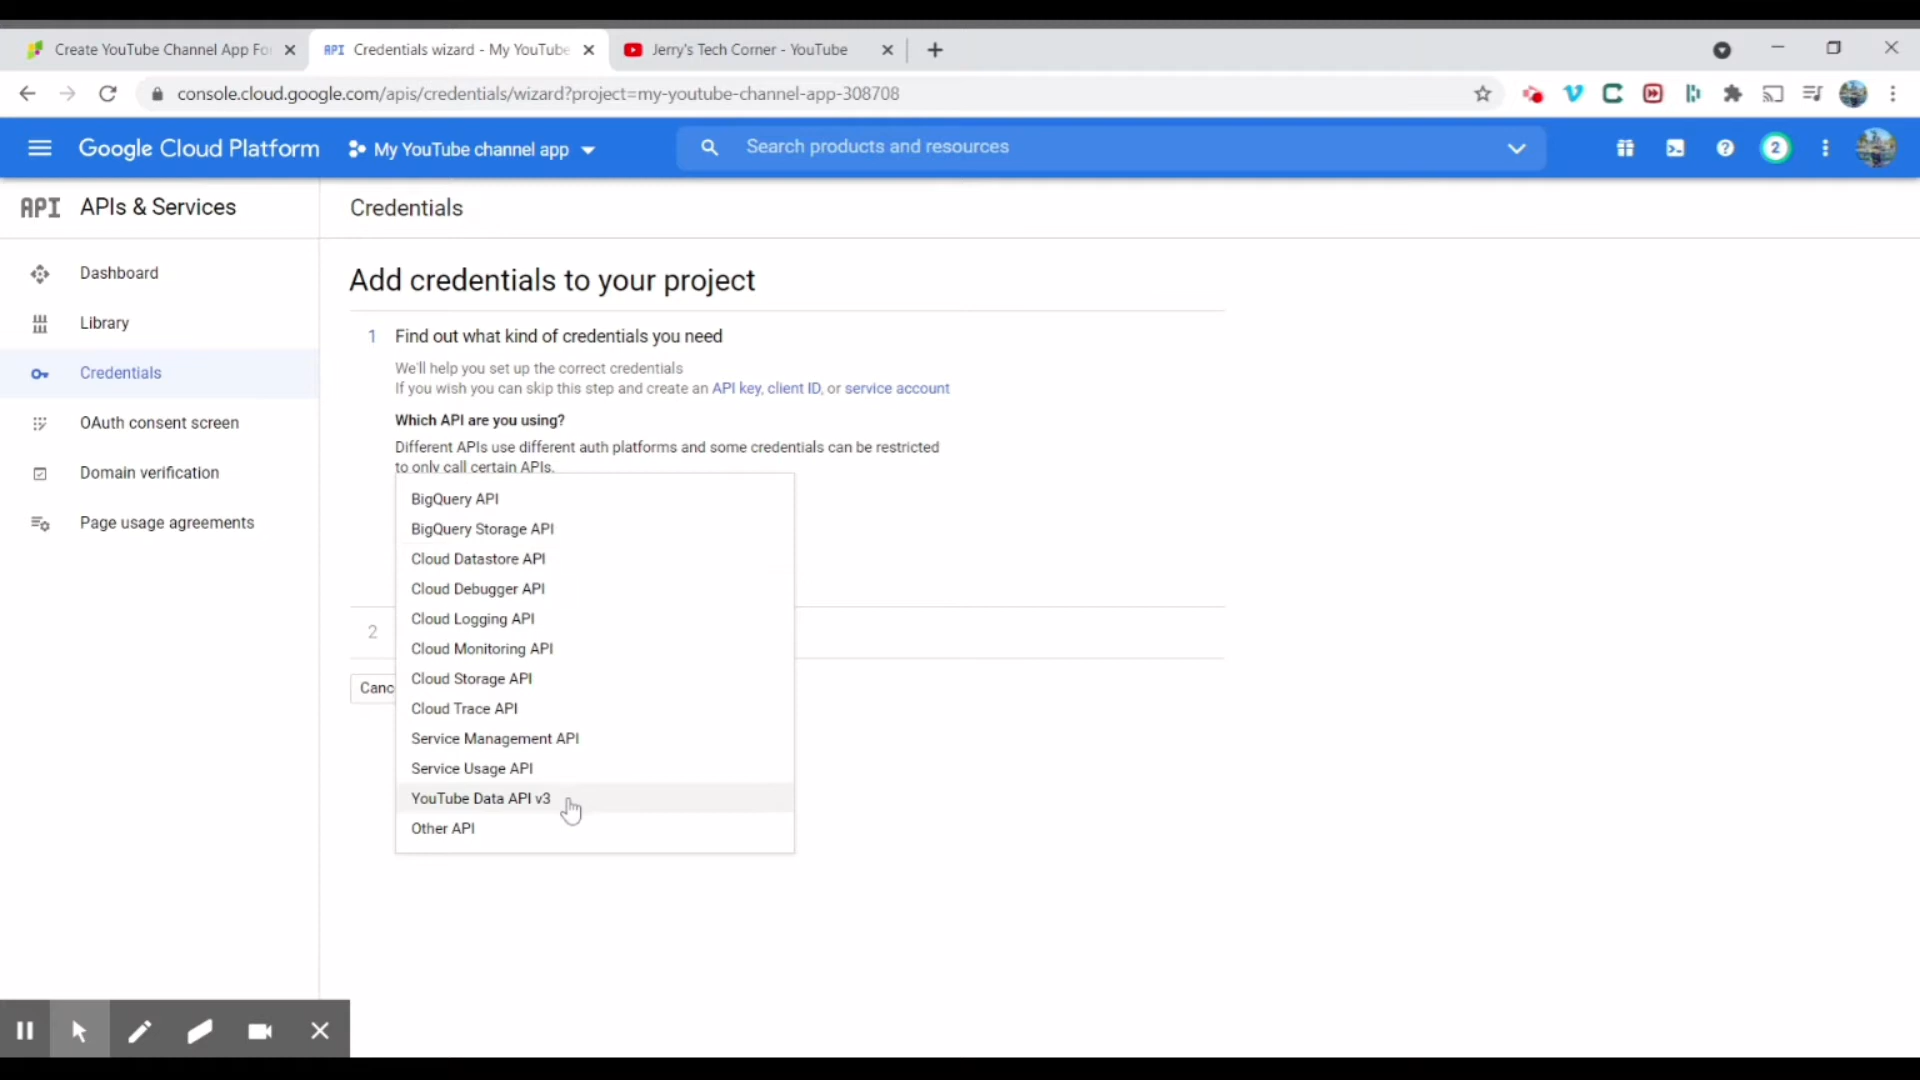 Create YouTube Channel App Fo
API Credentials wizard - My YouTube
Jerry's Tech Corner - YouTube
console.cloud.google.com/apis/credentials/wizard?project=my-youtube-channel-app-308708
Google Cloud Platform
My YouTube channel app
Search products and resources
2
API APIs & Services
Credentials
Dashboard
Library
Credentials
OAuth consent screen
Domain verification
Page usage agreements
Add credentials to your project
1 Find out what kind of credentials you need
We'll help you set up the correct credentials
If you wish you can skip this step and create an API key, client ID, or service account
Which API are you using?
Different APIs use different auth platforms and some credentials can be restricted
to only call certain APIs.
BigQuery API
BigQuery Storage API
Cloud Datastore API
Cloud Debugger API
Cloud Logging API
2
Cloud Monitoring API
Cloud Storage API
Canc
Cloud Trace API
Service Management API
Service Usage API
YouTube Data API v3
Other API